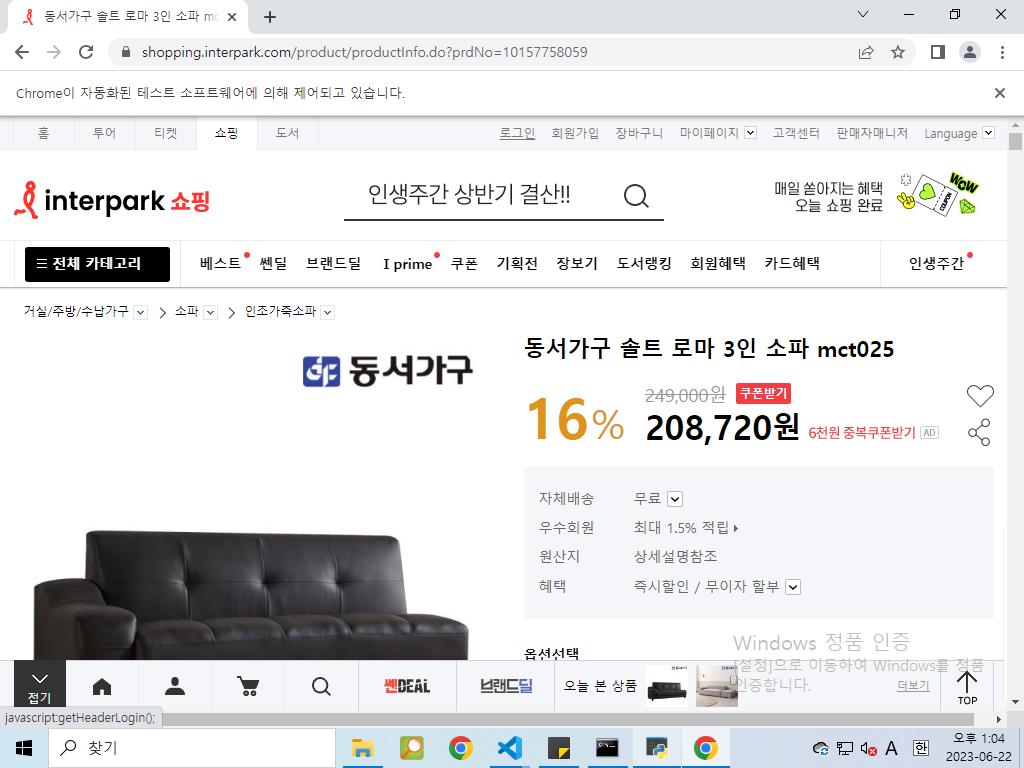 동서가구 솔트 로마 3인 소파 mc
shopping.interpark.com/product/productInfo.do?prdNo=10157758059
Chrome이 자동화된 테스트 소프트웨어에 의해 제어되고 있습니다.
홈 투어 티켓 쇼핑 도서 로그인 회원가입 장바구니 마이페이지 고객센터 판매자매니저 Language
interpark 쇼핑 인생주간 상반기 결산!!
매일 쏟아지는 혜택
오늘 쇼핑 완료
WOW
COUPON
전체 카테고리 베스트 쎈딜 브랜드딜 I prime 쿠폰 기획전 장보기 도서랭킹 회원혜택 카드혜택 인생주간
거실/주방/수납가구 소파 인조가죽소파
df 동서가구
동서가구 솔트 로마 3인 소파 mct025
16% 249,000원 쿠폰받기
208,720원 6천원 중복쿠폰받기 AD
자체배송 무료
우수회원 최대 1.5% 적립
원산지 상세설명참조
혜택 즉시할인 / 무이자 할부
옵션선택
Windows 정품 인증
[설정]으로 이동하여 Windows를 정품
인증합니다.
접기 쎈DEAL 브랜드딜 오늘 본 상품 더보기 TOP
javascript:getHeaderLogin();
찾기
A 한
오후 1:04
2023-06-22